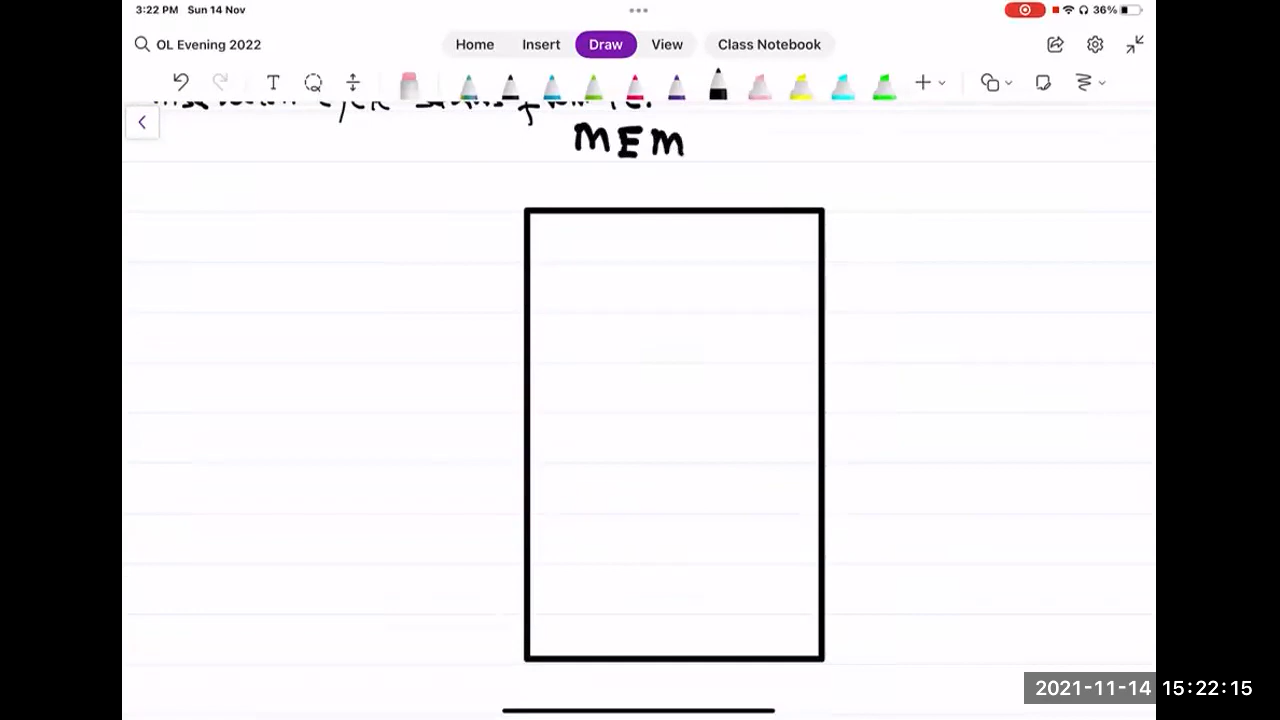 3:22 PM Sun 14 Nov
36%
OL Evening 2022
Home Insert Draw View Class Notebook
T
MEM
2021-11-14 15:22:15